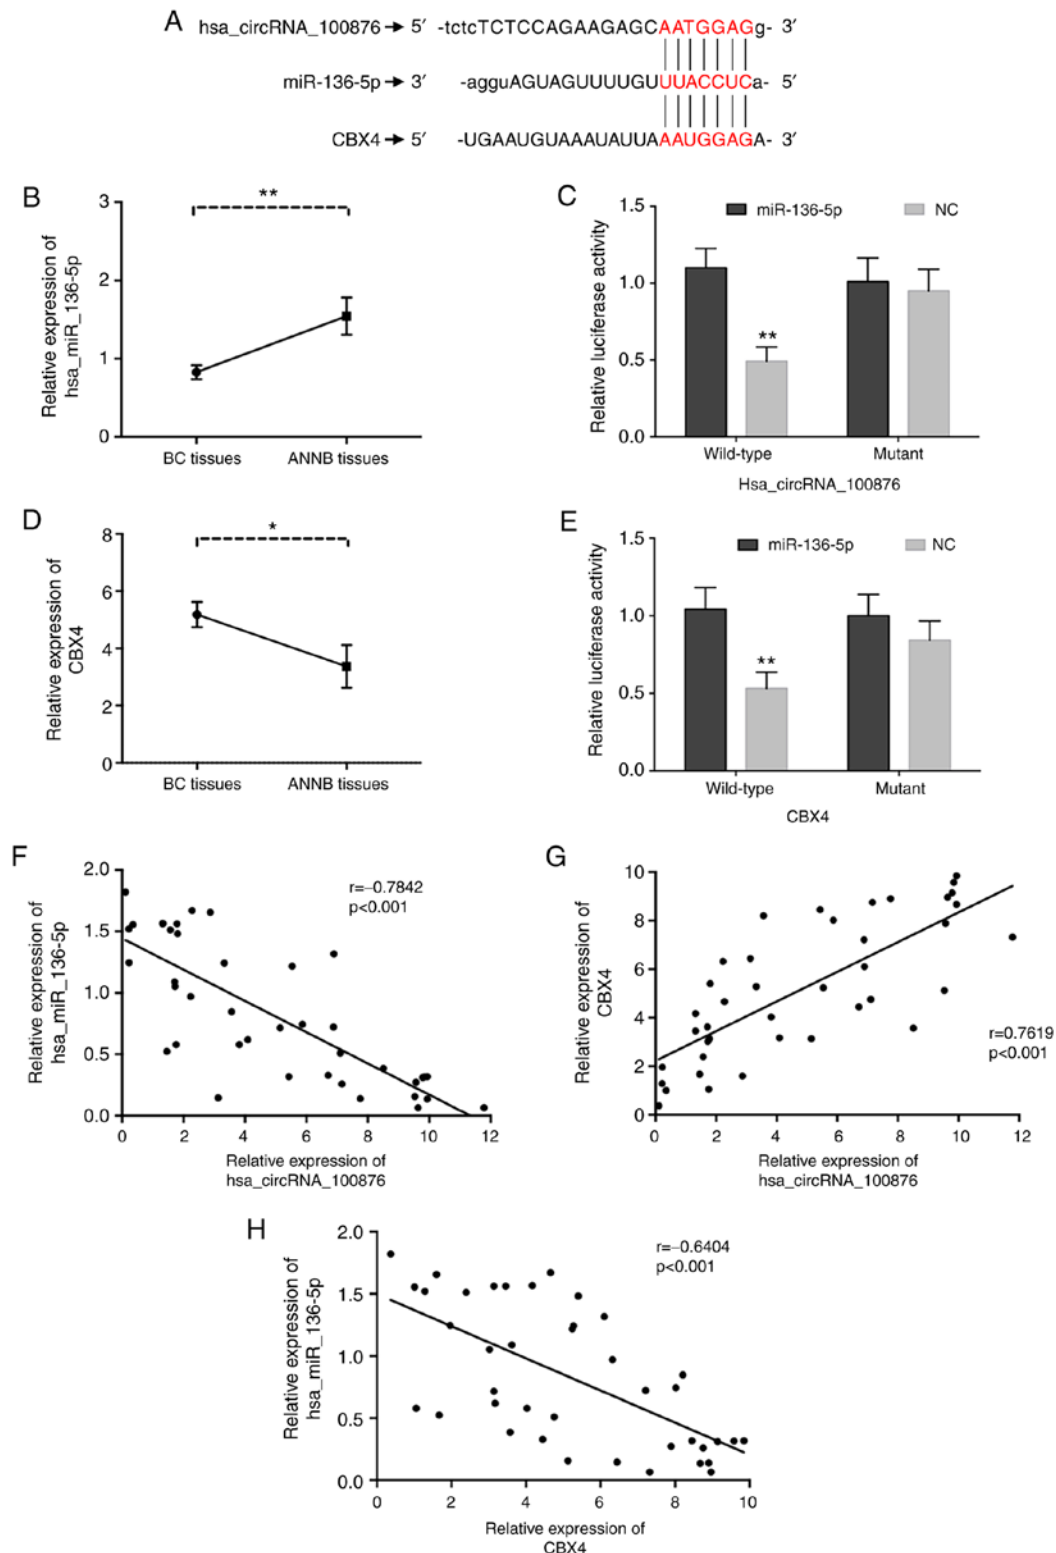 A
hsa_circRNA_100876 → 5′ -tctcTCTCCAGAAGAGCAATGGAGg- 3′
miR-136-5p → 3′ -agguAGUAGUUUUGUUUACCUCa- 5′
CBX4 → 5′ -UGAAUGUAAAUAUUAAAUGGAGA- 3′
B
Relative expression of
hsa_miR_136-5p
3
2
1
0
**
BC tissues
ANNB tissues
C
Relative luciferase activity
1.5
1.0
0.5
0.0
miR-136-5p
NC
**
Wild-type
Mutant
Hsa_circRNA_100876
D
Relative expression of
CBX4
8
6
4
2
0
*
BC tissues
ANNB tissues
E
Relative luciferase activity
1.5
1.0
0.5
0.0
miR-136-5p
NC
**
Wild-type
Mutant
CBX4
F
Relative expression of
hsa_miR_136-5p
2.0
1.5
1.0
0.5
0.0
r=−0.7842
p<0.001
0 2 4 6 8 10 12
Relative expression of
hsa_circRNA_100876
G
Relative expression of
CBX4
10
8
6
4
2
0
r=0.7619
p<0.001
0 2 4 6 8 10 12
Relative expression of
hsa_circRNA_100876
H
Relative expression of
hsa_miR_136-5p
2.0
1.5
1.0
0.5
0.0
r=−0.6404
p<0.001
0 2 4 6 8 10
Relative expression of
CBX4